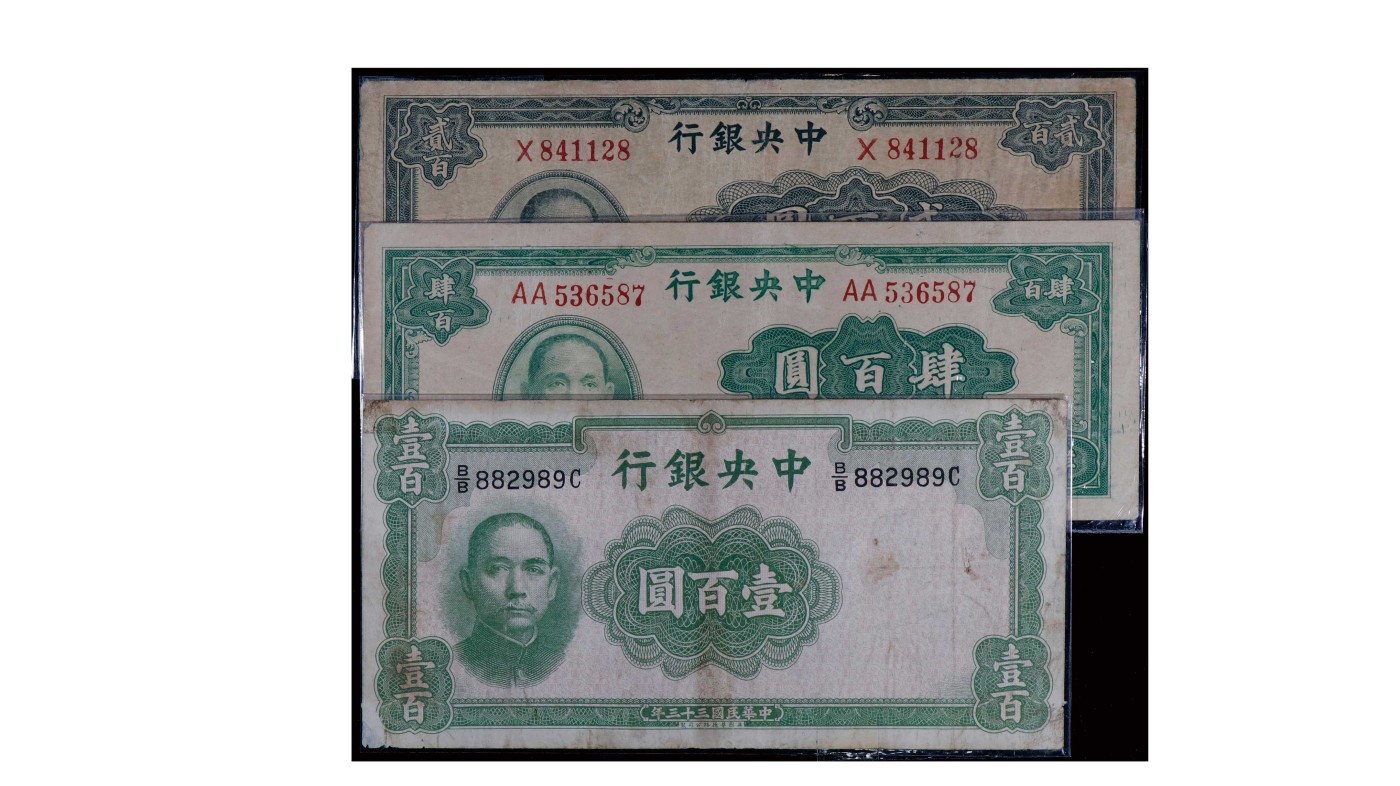 貳百
X 841128
中央銀行
X 841128
貳百
肆百
AA 536587
中央銀行
AA 536587
肆百
肆百圓
壹百
B/B 882989C
中央銀行
B/B 882989C
壹百
壹百圓
壹百
中華民國三十三年
壹百